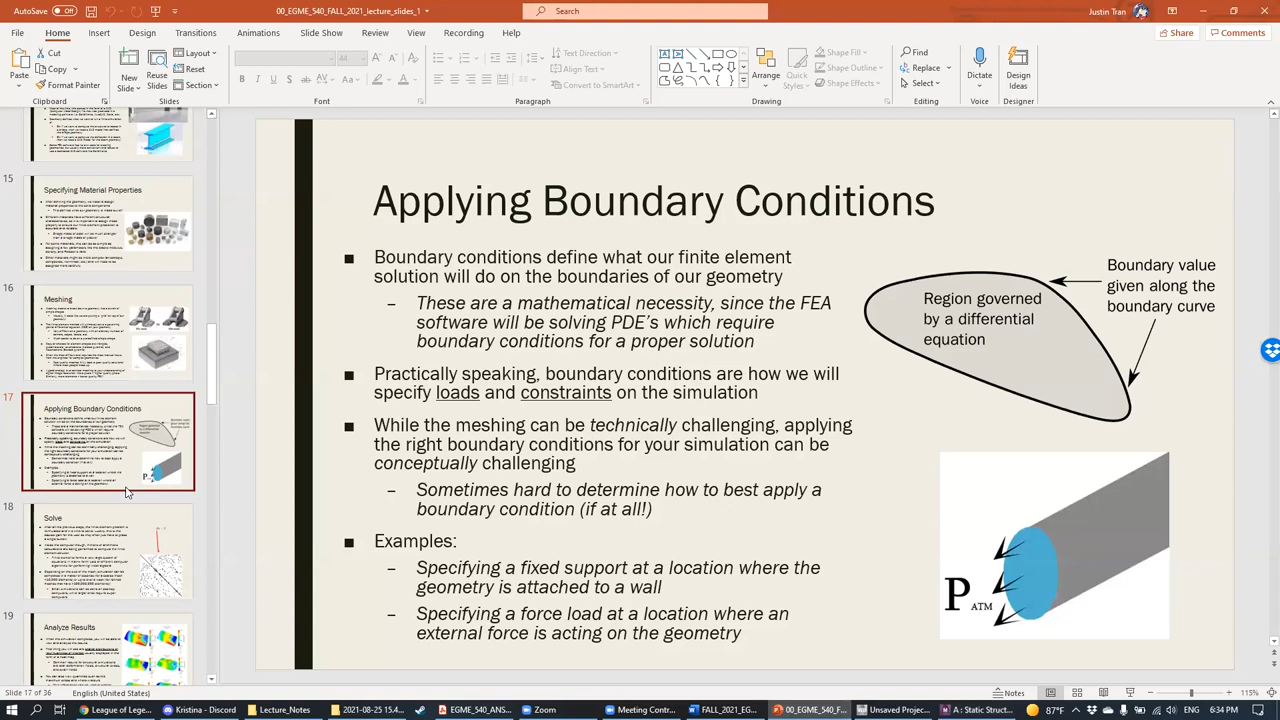 AutoSave
Off
00_EGME_540_FALL_2021_lecture_slides_1
Search
Justin Tran
File
Home
Insert
Design
Transitions
Animations
Slide Show
Review
View
Recording
Help
Share
Comments
Paste
Cut
Copy
Format Painter
Clipboard
New
Slide
Reuse
Slides
Layout
Reset
Section
Slides
44
Font
Text Direction
Align Text
Convert to SmartArt
Paragraph
Arrange
Quick
Styles
Shape Fill
Shape Outline
Shape Effects
Drawing
Find
Replace
Select
Editing
Dictate
Voice
Design
Ideas
Designer
15
Specifying Material Properties
16
Meshing
17
Applying Boundary Conditions
18
Solve
19
Analyze Results
Applying Boundary Conditions
■ Boundary conditions define what our finite element
solution will do on the boundaries of our geometry
– These are a mathematical necessity, since the FEA
software will be solving PDE's which require
boundary conditions for a proper solution
■ Practically speaking, boundary conditions are how we will
specify loads and constraints on the simulation
■ While the meshing can be technically challenging, applying
the right boundary conditions for your simulation can be
conceptually challenging
– Sometimes hard to determine how to best apply a
boundary condition (if at all!)
■ Examples:
– Specifying a fixed support at a location where the
geometry is attached to a wall
– Specifying a force load at a location where an
external force is acting on the geometry
Region governed
by a differential
equation
Boundary value
given along the
boundary curve
P ATM
Slide 17 of 36
English (United States)
Notes
115%
League of Lege...
Kristina - Discord
Lecture_Notes
2021-08-25 15.4...
EGME_540_ANS...
Zoom
Meeting Contr...
FALL_2021_EG...
00_EGME_540_F...
Unsaved Projec...
A : Static Struct...
87°F
6:34 PM